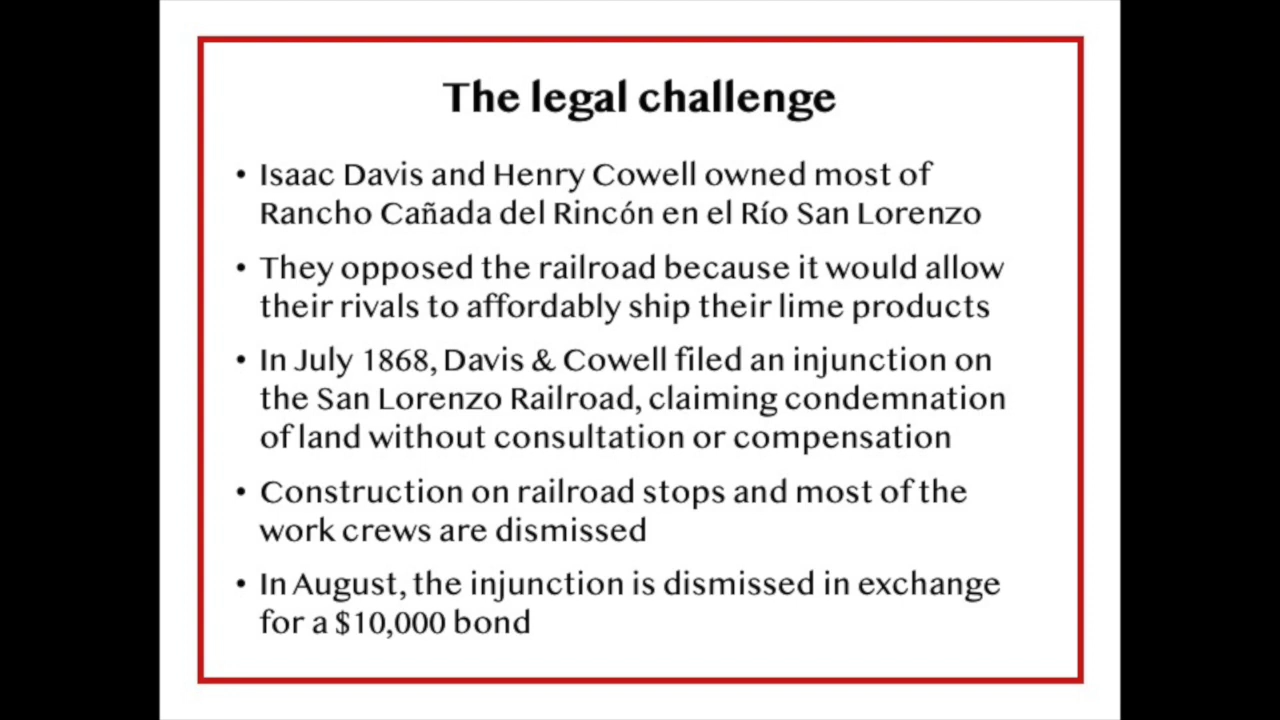 The legal challenge
• Isaac Davis and Henry Cowell owned most of
Rancho Cañada del Rincón en el Río San Lorenzo
• They opposed the railroad because it would allow
their rivals to affordably ship their lime products
• In July 1868, Davis & Cowell filed an injunction on
the San Lorenzo Railroad, claiming condemnation
of land without consultation or compensation
• Construction on railroad stops and most of the
work crews are dismissed
• In August, the injunction is dismissed in exchange
for a $10,000 bond